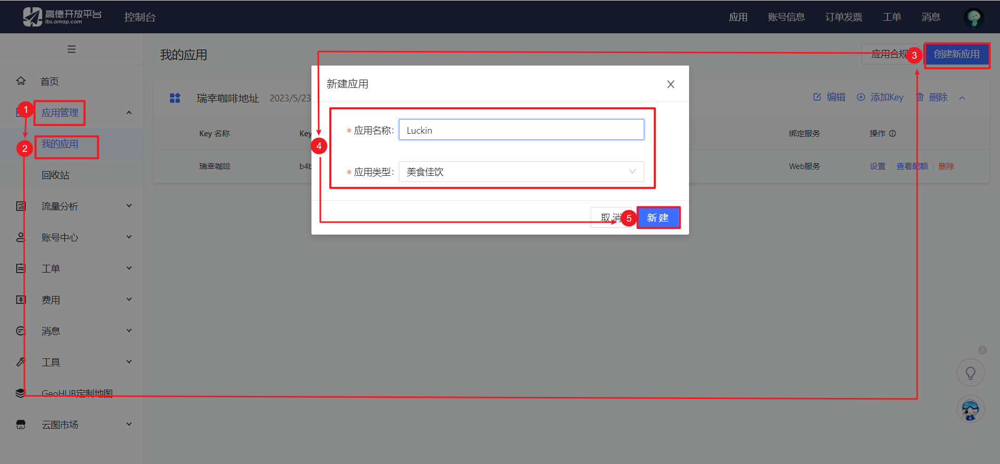 高德开放平台
lbs.amap.com
控制台
应用
账号信息
订单发票
工单
消息
我的应用
应用合规
3
创建新应用
首页
1
应用管理
2
我的应用
回收站
流量分析
账号中心
工单
费用
消息
工具
GeoHUB定制地图
云图市场
瑞幸咖啡地址 2023/5/23
编辑
添加Key
删除
Key 名称
Key
绑定服务
操作
瑞幸咖啡
b4b
Web服务
设置
查看配额
删除
新建应用
X
* 应用名称:
Luckin
4
* 应用类型:
美食佳饮
取 消
5
新 建